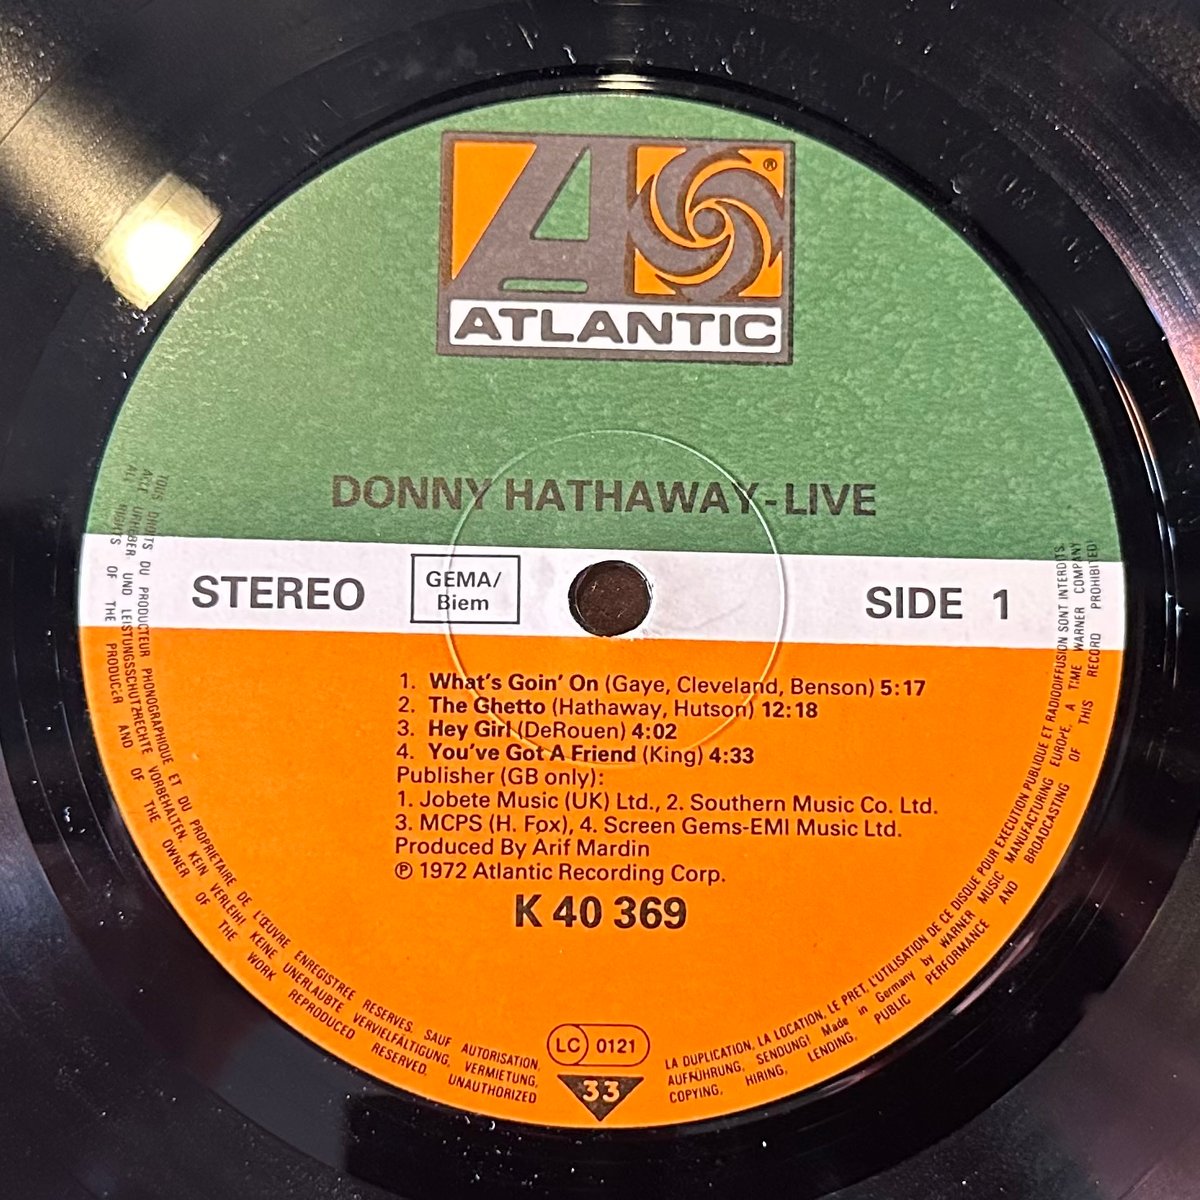 ®
ATLANTIC
DONNY HATHAWAY-LIVE
STEREO
GEMA/
Biem
SIDE 1
1. What's Goin' On (Gaye, Cleveland, Benson) 5:17
2. The Ghetto (Hathaway, Hutson) 12:18
3. Hey Girl (DeRouen) 4:02
4. You've Got A Friend (King) 4:33
Publisher (GB only):
1. Jobete Music (UK) Ltd., 2. Southern Music Co. Ltd.
3. MCPS (H. Fox), 4. Screen Gems-EMI Music Ltd.
Produced By Arif Mardin
℗ 1972 Atlantic Recording Corp.
K 40 369
LC 0121
33
TOUS DROITS DU PRODUCTEUR PHONOGRAPHIQUE ET DU PROPRIETAIRE DE L'ŒUVRE ENREGISTREE RESERVES. SAUF AUTORISATION, LA DUPLICATION, LA LOCATION, LE PRET, L'UTILISATION DE CE DISQUE POUR EXECUTION PUBLIQUE ET RADIODIFFUSION SONT INTERDITS.
ALLE URHEBER UND LEISTUNGSSCHUTZRECHTE VORBEHALTEN. KEIN VERLEIH! KEINE UNERLAUBTE VERVIELFÄLTIGUNG, VERMIETUNG, AUFFÜHRUNG, SENDUNG! Made in Germany by WARNER MUSIC MANUFACTURING EUROPE, A TIME WARNER COMPANY
ALL RIGHTS OF THE PRODUCER AND OF THE OWNER OF THE WORK REPRODUCED RESERVED. UNAUTHORIZED COPYING, HIRING, LENDING, PUBLIC PERFORMANCE AND BROADCASTING OF THIS RECORD PROHIBITED!